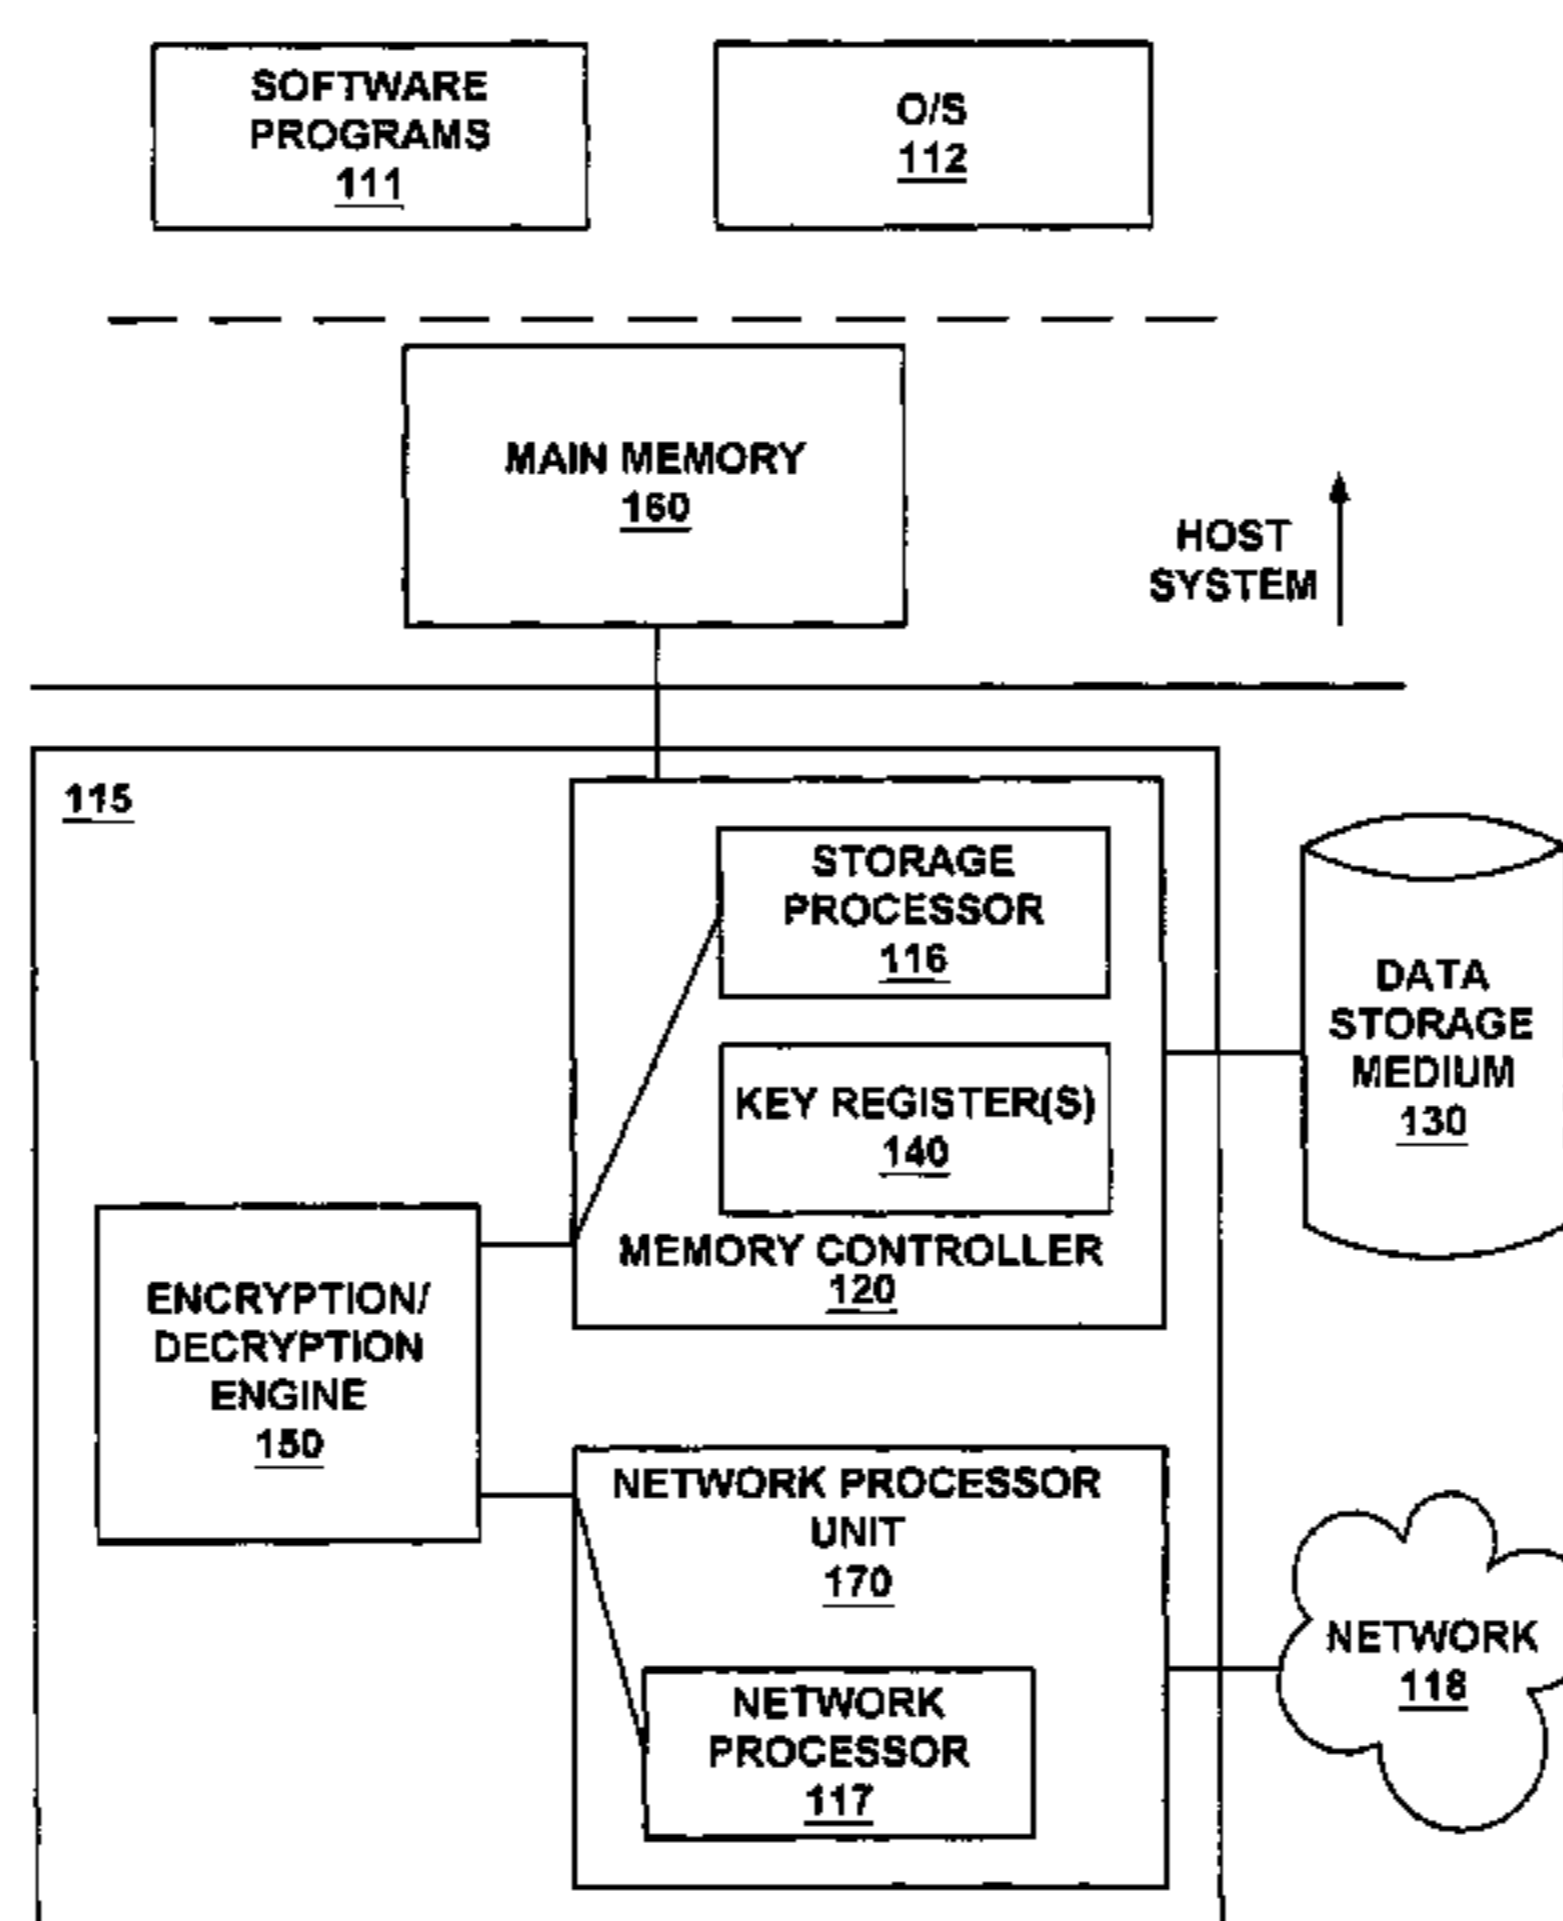 SOFTWARE
PROGRAMS
111
O/S
112
MAIN MEMORY
160
HOST
SYSTEM
115
STORAGE
PROCESSOR
116
KEY REGISTER(S)
140
MEMORY CONTROLLER
120
DATA
STORAGE
MEDIUM
130
ENCRYPTION/
DECRYPTION
ENGINE
150
NETWORK PROCESSOR
UNIT
170
NETWORK
PROCESSOR
117
NETWORK
118